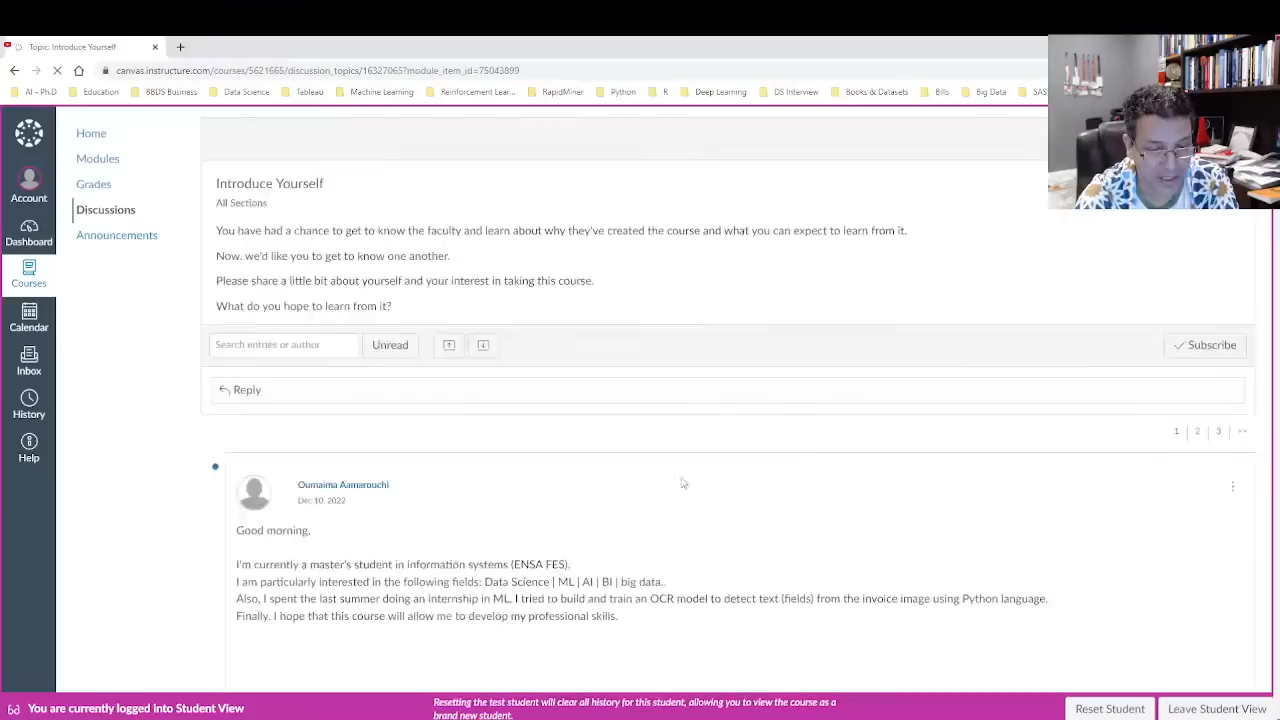 Topic: Introduce Yourself
canvas.instructure.com/courses/5621665/discussion_topics/16327065?module_item_id=75043899
AI - Ph.D
Education
BBDS Business
Data Science
Tableau
Machine Learning
Reinforcement Lear...
RapidMiner
Python
R
Deep Learning
DS Interview
Books & Datasets
Bills
Big Data
SAS
Account
Dashboard
Courses
Calendar
Inbox
History
Help
Home
Modules
Grades
Discussions
Announcements
Introduce Yourself
All Sections
You have had a chance to get to know the faculty and learn about why they've created the course and what you can expect to learn from it.
Now. we'd like you to get to know one another.
Please share a little bit about yourself and your interest in taking this course.
What do you hope to learn from it?
Search entries or author
Unread
Subscribe
Reply
1 | 2 | 3 | >>
Oumaima Aamarouchi
Dec 10, 2022
Good morning,
I'm currently a master's student in information systems (ENSA FES).
I am particularly interested in the following fields: Data Science | ML | AI | BI | big data..
Also, I spent the last summer doing an internship in ML, I tried to build and train an OCR model to detect text (fields) from the invoice image using Python language.
Finally. I hope that this course will allow me to develop my professional skills.
You are currently logged into Student View
Resetting the test student will clear all history for this student, allowing you to view the course as a
brand new student.
Reset Student
Leave Student View